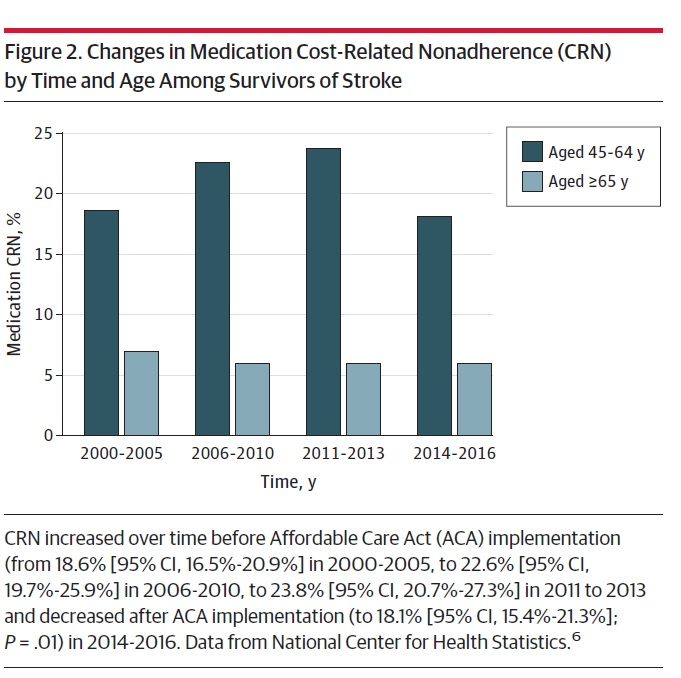 Figure 2. Changes in Medication Cost-Related Nonadherence (CRN)
by Time and Age Among Survivors of Stroke
25
20
15
10
5
0
Medication CRN, %
2000-2005
2006-2010
2011-2013
2014-2016
Time, y
Aged 45-64 y
Aged ≥65 y
CRN increased over time before Affordable Care Act (ACA) implementation
(from 18.6% [95% CI, 16.5%-20.9%] in 2000-2005, to 22.6% [95% CI,
19.7%-25.9%] in 2006-2010, to 23.8% [95% CI, 20.7%-27.3%] in 2011 to 2013
and decreased after ACA implementation (to 18.1% [95% CI, 15.4%-21.3%];
P = .01) in 2014-2016. Data from National Center for Health Statistics.⁶